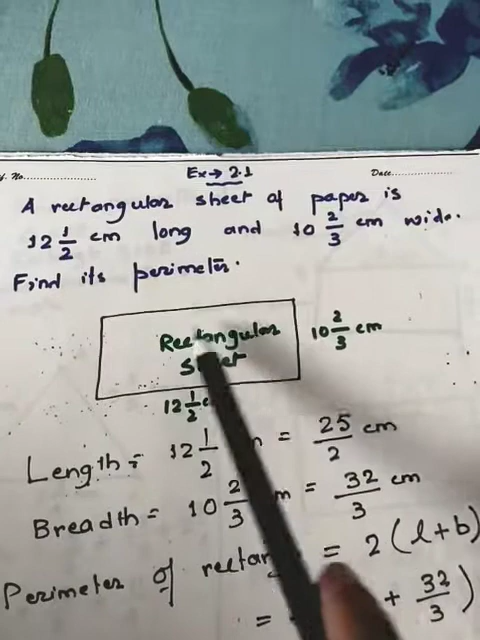 Ex → 2.1
Date
A rectangular sheet of paper is
12 1/2 cm long and 10 2/3 cm wide.
Find its perimeter.
Rectangular
10 2/3 cm
12 1/2
Length = 12 1/2 = 25/2 cm
Breadth = 10 2/3 m = 32/3 cm
Perimeter of = 2(l+b)
= + 32/3)